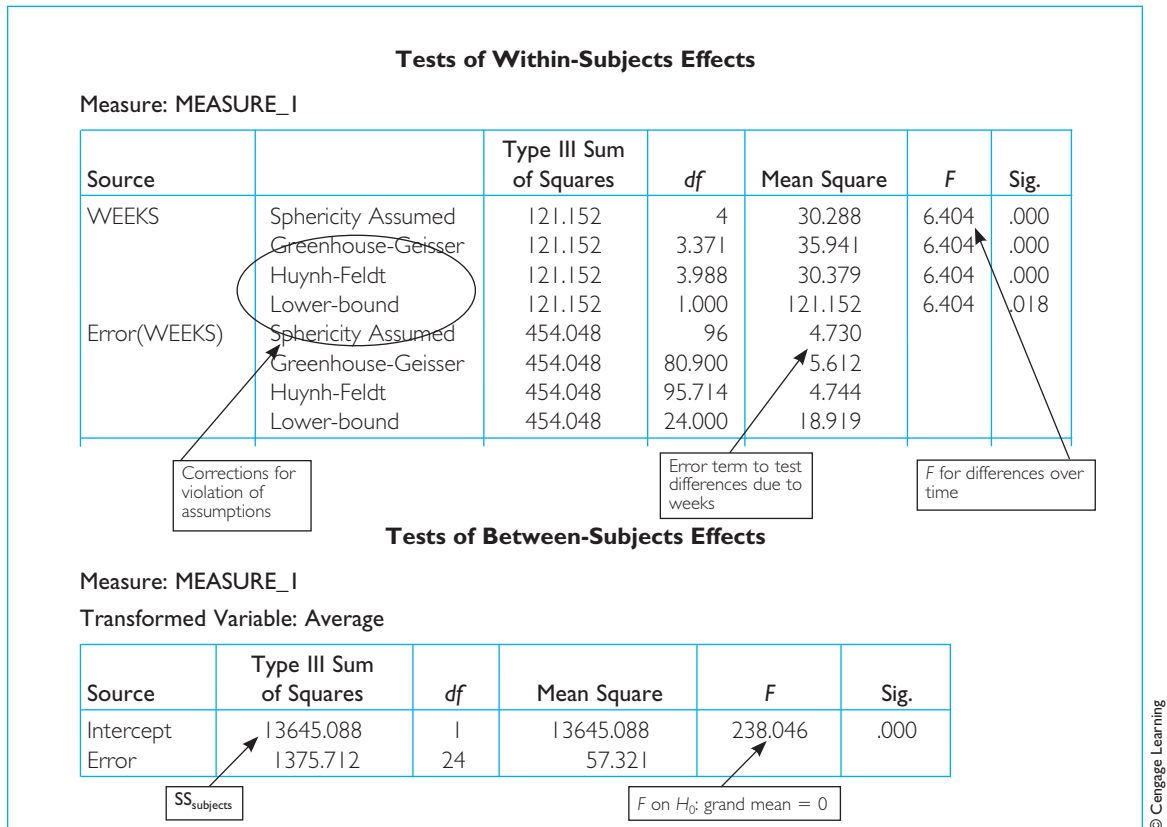 Tests of Within-Subjects Effects
Measure: MEASURE_1
Source Type III Sum of Squares df Mean Square F Sig.
WEEKS Sphericity Assumed 121.152 4 30.288 6.404 .000
Greenhouse-Geisser 121.152 3.371 35.941 6.404 .000
Huynh-Feldt 121.152 3.988 30.379 6.404 .000
Lower-bound 121.152 1.000 121.152 6.404 .018
Error(WEEKS) Sphericity Assumed 454.048 96 4.730
Greenhouse-Geisser 454.048 80.900 5.612
Huynh-Feldt 454.048 95.714 4.744
Lower-bound 454.048 24.000 18.919
Corrections for
violation of
assumptions
Error term to test
differences due to
weeks
F for differences over
time
Tests of Between-Subjects Effects
Measure: MEASURE_1
Transformed Variable: Average
Source Type III Sum of Squares df Mean Square F Sig.
Intercept 13645.088 1 13645.088 238.046 .000
Error 1375.712 24 57.321
SSsubjects
F on H0: grand mean = 0
© Cengage Learning